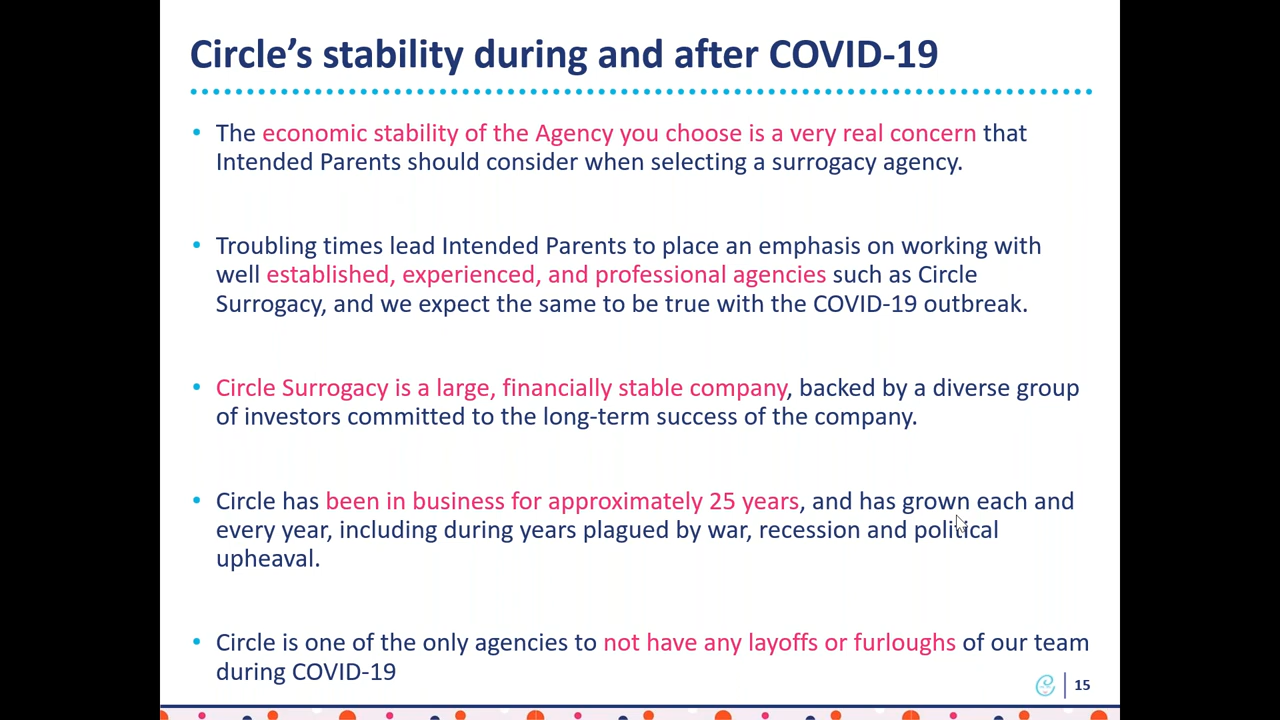 Circle’s stability during and after COVID-19
• The economic stability of the Agency you choose is a very real concern that
Intended Parents should consider when selecting a surrogacy agency.
• Troubling times lead Intended Parents to place an emphasis on working with
well established, experienced, and professional agencies such as Circle
Surrogacy, and we expect the same to be true with the COVID-19 outbreak.
• Circle Surrogacy is a large, financially stable company, backed by a diverse group
of investors committed to the long-term success of the company.
• Circle has been in business for approximately 25 years, and has grown each and
every year, including during years plagued by war, recession and political
upheaval.
• Circle is one of the only agencies to not have any layoffs or furloughs of our team
during COVID-19
15